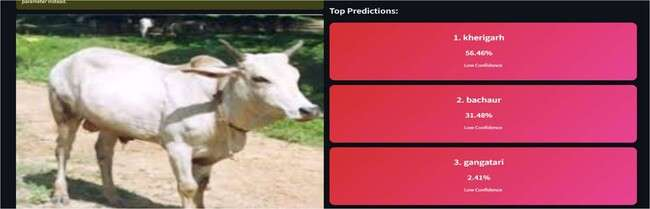 parameter instead.
Top Predictions:
1. kherigarh
56.46%
Low Confidence
2. bachaur
31.48%
Low Confidence
3. gangatari
2.41%
Low Confidence